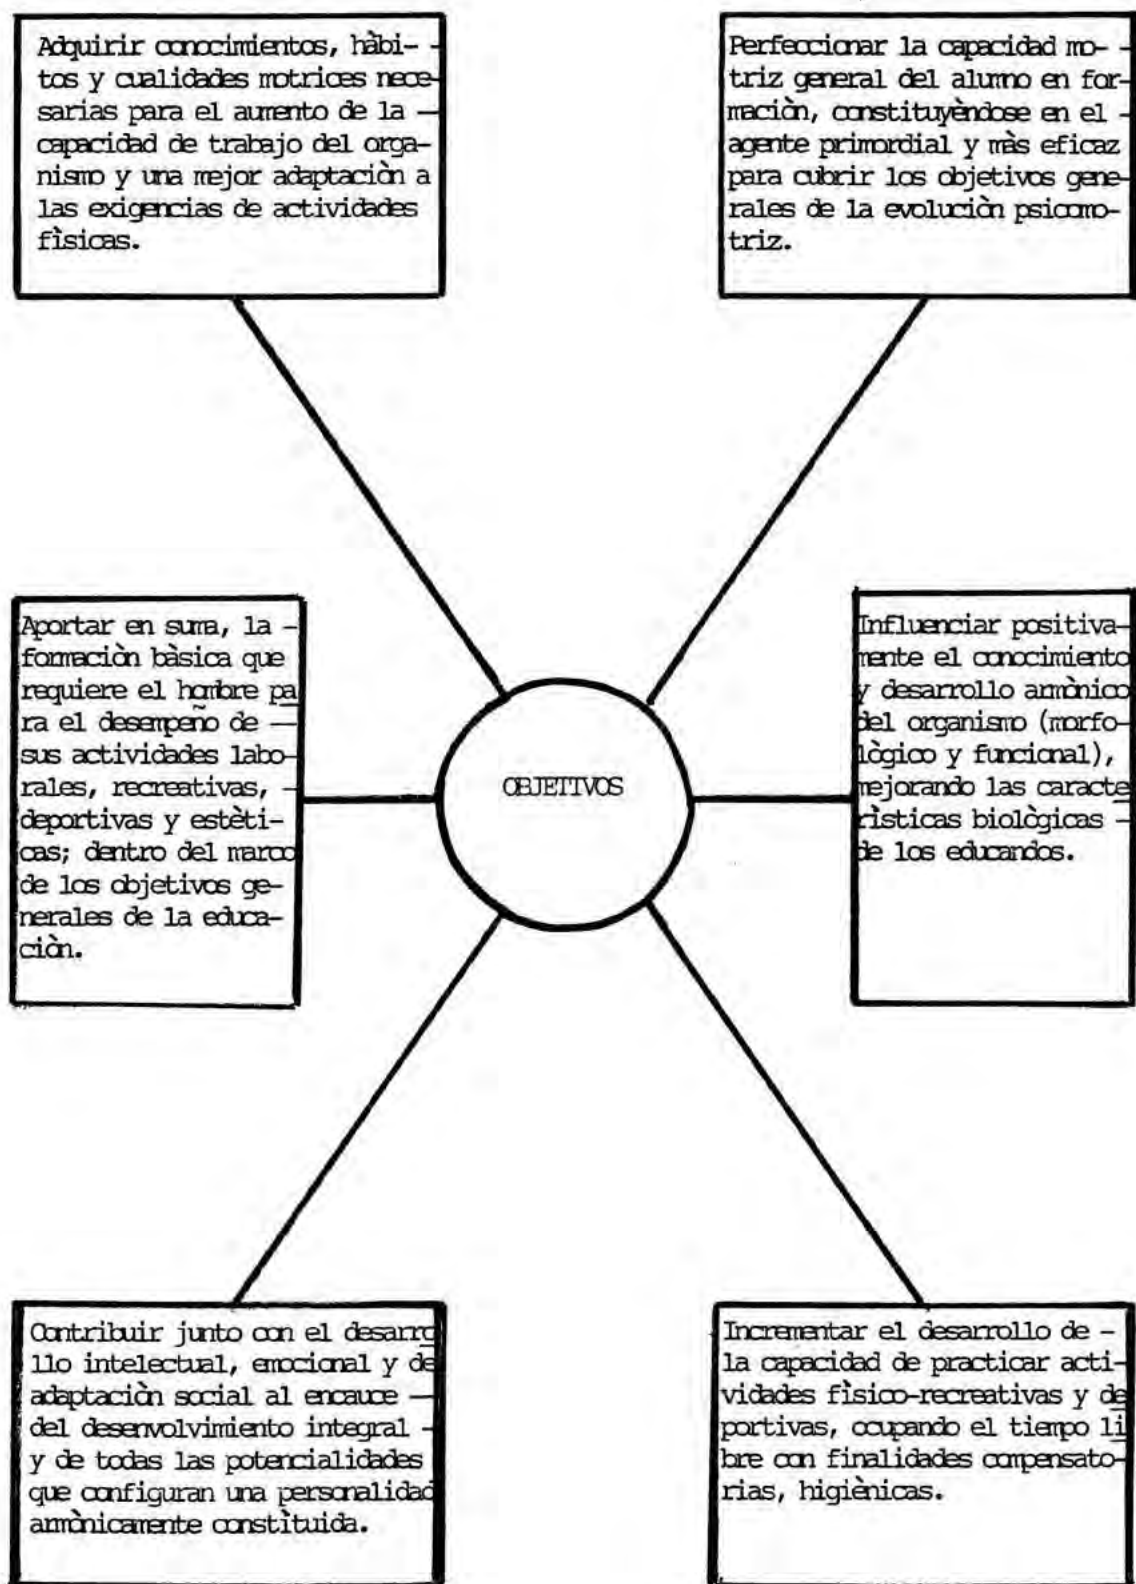 Adquirir conocimientos, hàbi- -
tos y cualidades motrices nece-
sarias para el aumento de la —
capacidad de trabajo del orga-
nismo y una mejor adaptaciòn a
las exigencias de actividades
fìsicas.
Perfeccionar la capacidad mo- -
triz general del alumno en for-
maciòn, constituyèndose en el -
agente primordial y màs eficaz
para cubrir los objetivos gene-
rales de la evoluciòn psicomo-
triz.
Aportar en suma, la -
formaciòn bàsica que
requiere el hombre pa
ra el desempeño de —
sus actividades labo-
rales, recreativas, -
deportivas y estèti-
cas; dentro del marco
de los objetivos ge-
nerales de la educa-
ciòn.
OBJETIVOS
Influenciar positiva-
mente el conocimiento
y desarrollo armònico
del organismo (morfo-
lògico y funcional),
mejorando las caracte
rìsticas biològicas -
de los educandos.
Contribuir junto con el desarro
llo intelectual, emocional y de
adaptaciòn social al encauce —
del desenvolvimiento integral -
y de todas las potencialidades
que configuran una personalidad
armònicamente constìtuida.
Incrementar el desarrollo de -
la capacidad de practicar acti-
vidades fìsico-recreativas y de
portivas, ocupando el tiempo li
bre con finalidades compensato-
rias, higiènicas.